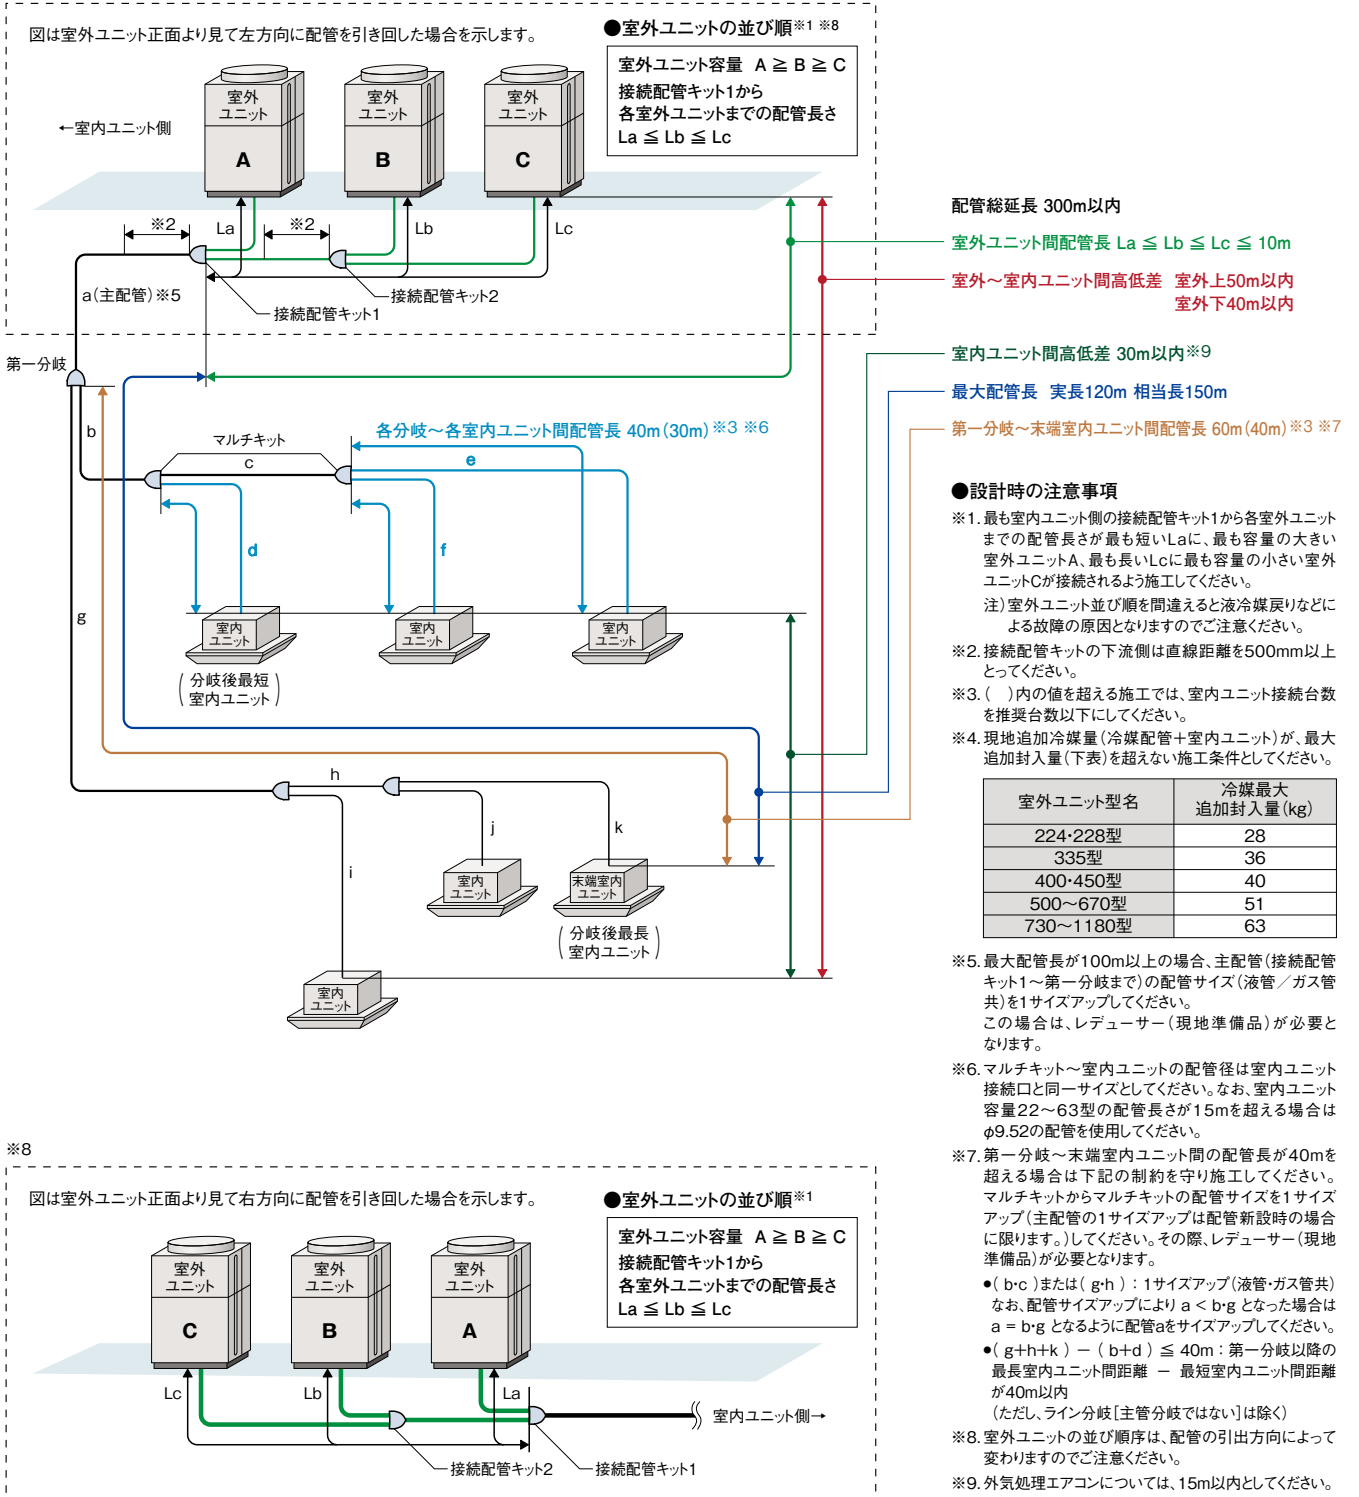 図は室外ユニット正面より見て左方向に配管を引き回した場合を示します。
●室外ユニットの並び順※1 ※8
室外ユニット容量 A ≧ B ≧ C
接続配管キット1から
各室外ユニットまでの配管長さ
La ≦ Lb ≦ Lc
←室内ユニット側
室外
ユニット
A
室外
ユニット
B
室外
ユニット
C
※2
La
※2
Lb
Lc
a(主配管)※5
接続配管キット2
接続配管キット1
第一分岐
配管総延長 300m以内
室外ユニット間配管長 La ≦ Lb ≦ Lc ≦ 10m
室外～室内ユニット間高低差 室外上50m以内
室外下40m以内
室内ユニット間高低差 30m以内※9
最大配管長 実長120m 相当長150m
第一分岐～末端室内ユニット間配管長 60m(40m)※3 ※7
b
マルチキット
c
各分岐～各室内ユニット間配管長 40m(30m)※3 ※6
e
d
f
g
室内
ユニット
(分岐後最短
室内ユニット)
室内
ユニット
室内
ユニット
h
i
j
k
室内
ユニット
末端室内
ユニット
(分岐後最長
室内ユニット)
室内
ユニット
●設計時の注意事項
※1.最も室内ユニット側の接続配管キット1から各室外ユニット
までの配管長さが最も短いLaに、最も容量の大きい
室外ユニットA、最も長いLcに最も容量の小さい室外
ユニットCが接続されるよう施工してください。
注)室外ユニット並び順を間違えると液冷媒戻りなどに
よる故障の原因となりますのでご注意ください。
※2.接続配管キットの下流側は直線距離を500mm以上
とってください。
※3.( )内の値を超える施工では、室内ユニット接続台数
を推奨台数以下にしてください。
※4.現地追加冷媒量(冷媒配管＋室内ユニット)が、最大
追加封入量(下表)を超えない施工条件としてください。
室外ユニット型名 冷媒最大
追加封入量(kg)
224・228型 28
335型 36
400・450型 40
500～670型 51
730～1180型 63
※5.最大配管長が100m以上の場合、主配管(接続配管
キット1～第一分岐まで)の配管サイズ(液管／ガス管
共)を1サイズアップしてください。
この場合は、レデューサー(現地準備品)が必要と
なります。
※6.マルチキット～室内ユニットの配管径は室内ユニット
接続口と同一サイズとしてください。なお、室内ユニット
容量22～63型の配管長さが15mを超える場合は
φ9.52の配管を使用してください。
※7.第一分岐～末端室内ユニット間の配管長が40mを
超える場合は下記の制約を守り施工してください。
マルチキットからマルチキットの配管サイズを1サイズ
アップ(主配管の1サイズアップは配管新設時の場合
に限ります。)してください。その際、レデューサー(現地
準備品)が必要となります。
●( b・c )または( g・h )：1サイズアップ(液管・ガス管共)
なお、配管サイズアップにより a < b・g となった場合は
a = b・g となるように配管aをサイズアップしてください。
●( g+h+k ) － ( b+d ) ≦ 40m：第一分岐以降の
最長室内ユニット間距離 － 最短室内ユニット間距離
が40m以内
(ただし、ライン分岐[主管分岐ではない]は除く)
※8.室外ユニットの並び順序は、配管の引出方向によって
変わりますのでご注意ください。
※9.外気処理エアコンについては、15m以内としてください。
※8
図は室外ユニット正面より見て右方向に配管を引き回した場合を示します。
●室外ユニットの並び順※1
室外ユニット容量 A ≧ B ≧ C
接続配管キット1から
各室外ユニットまでの配管長さ
La ≦ Lb ≦ Lc
室外
ユニット
C
室外
ユニット
B
室外
ユニット
A
Lc
Lb
La
室内ユニット側→
接続配管キット2
接続配管キット1